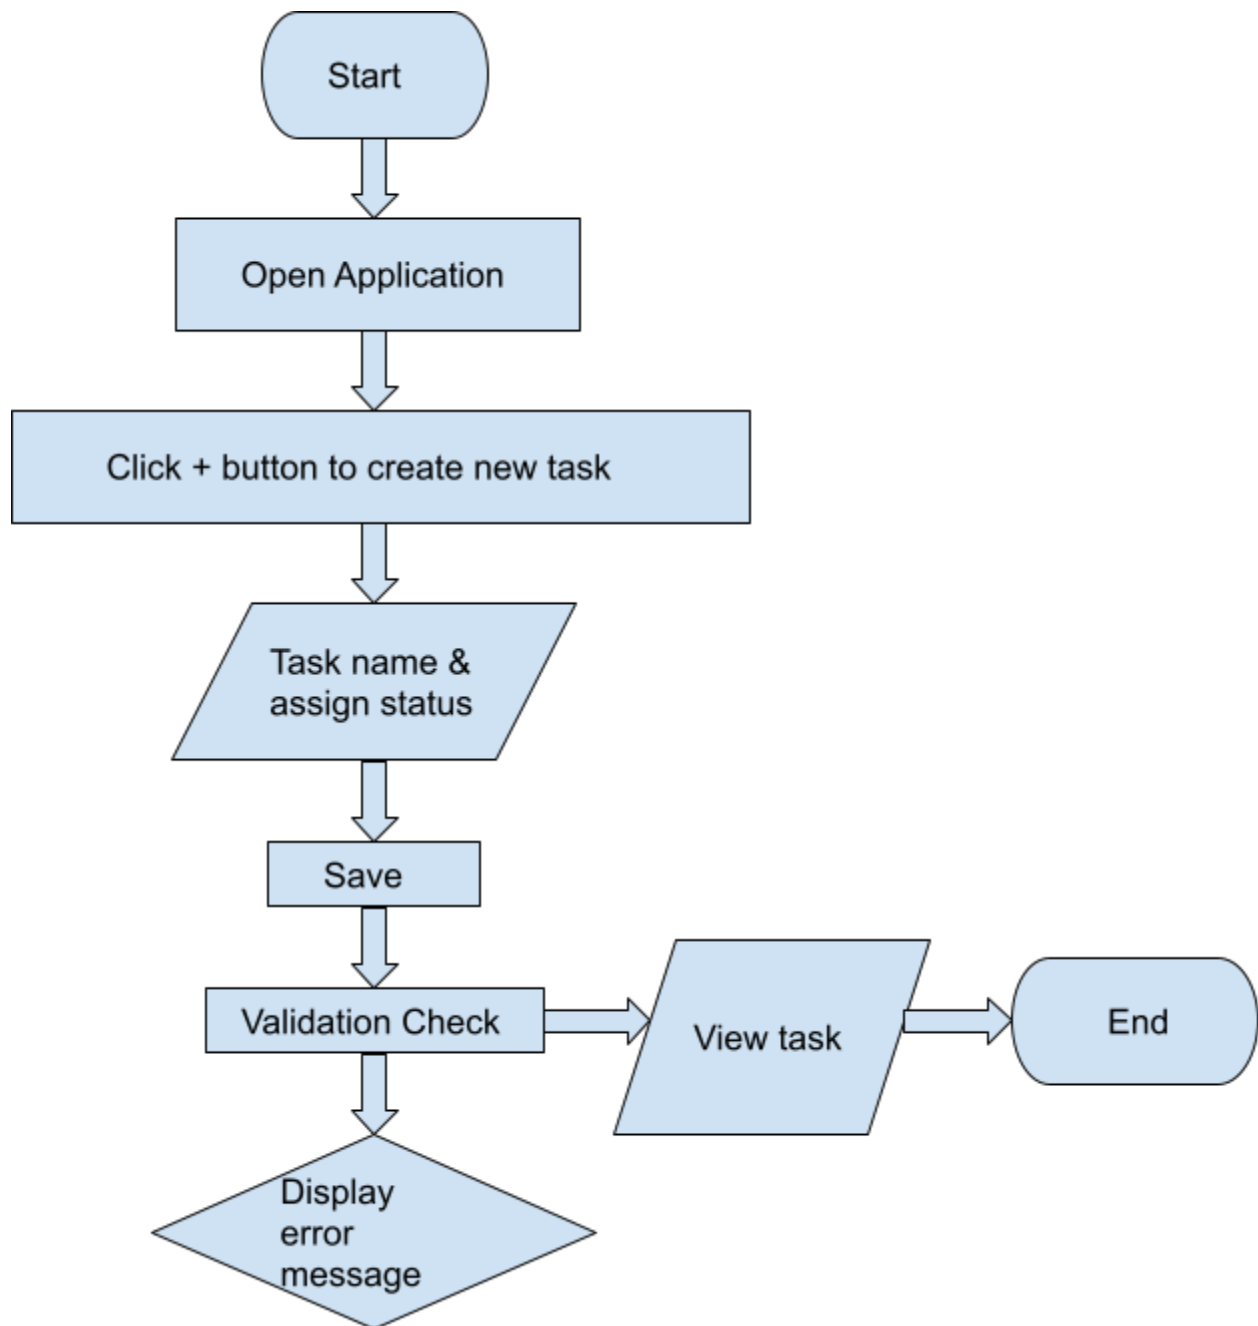 Start
Open Application
Click + button to create new task
Task name &
assign status
Save
Validation Check
View task
End
Display
error
message